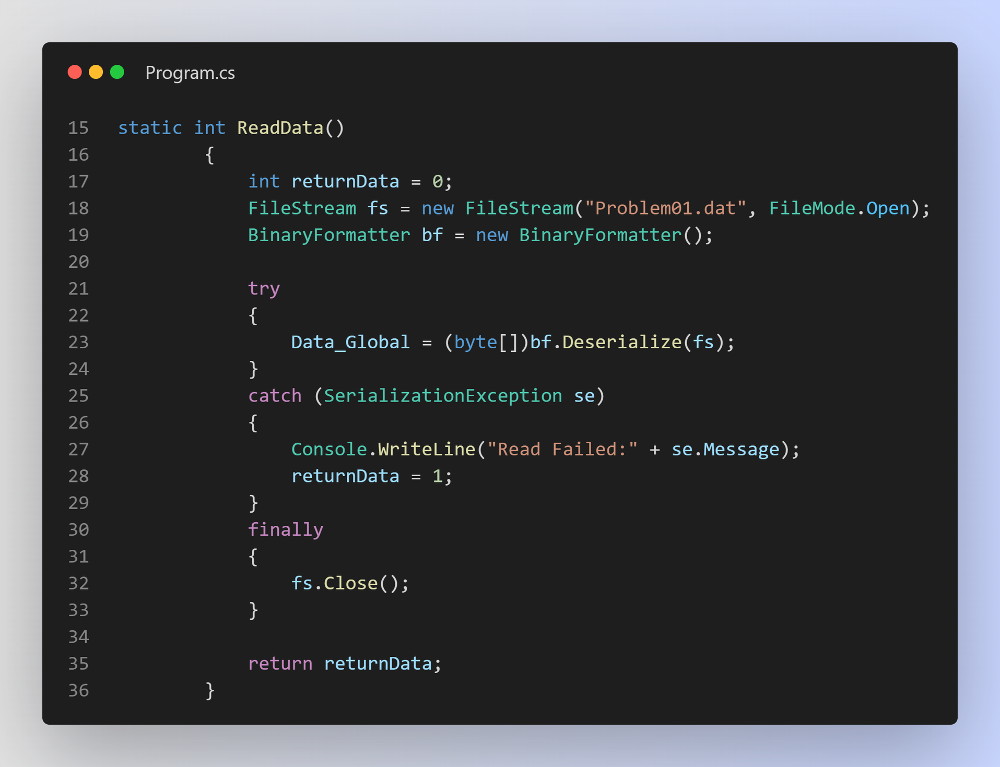 Program.cs
15 static int ReadData()
16 {
17 int returnData = 0;
18 FileStream fs = new FileStream("Problem01.dat", FileMode.Open);
19 BinaryFormatter bf = new BinaryFormatter();
20
21 try
22 {
23 Data_Global = (byte[])bf.Deserialize(fs);
24 }
25 catch (SerializationException se)
26 {
27 Console.WriteLine("Read Failed:" + se.Message);
28 returnData = 1;
29 }
30 finally
31 {
32 fs.Close();
33 }
34
35 return returnData;
36 }